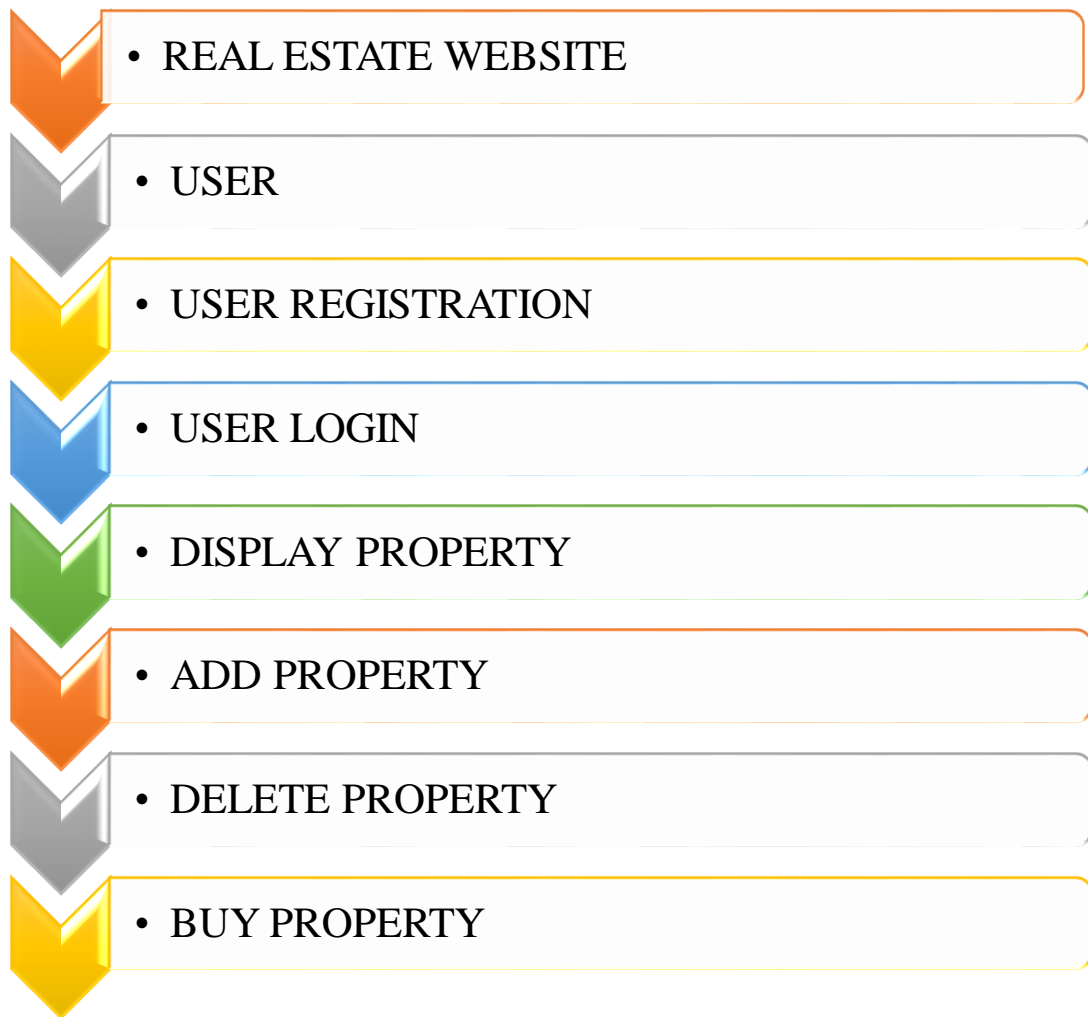 • REAL ESTATE WEBSITE
• USER
• USER REGISTRATION
• USER LOGIN
• DISPLAY PROPERTY
• ADD PROPERTY
• DELETE PROPERTY
• BUY PROPERTY